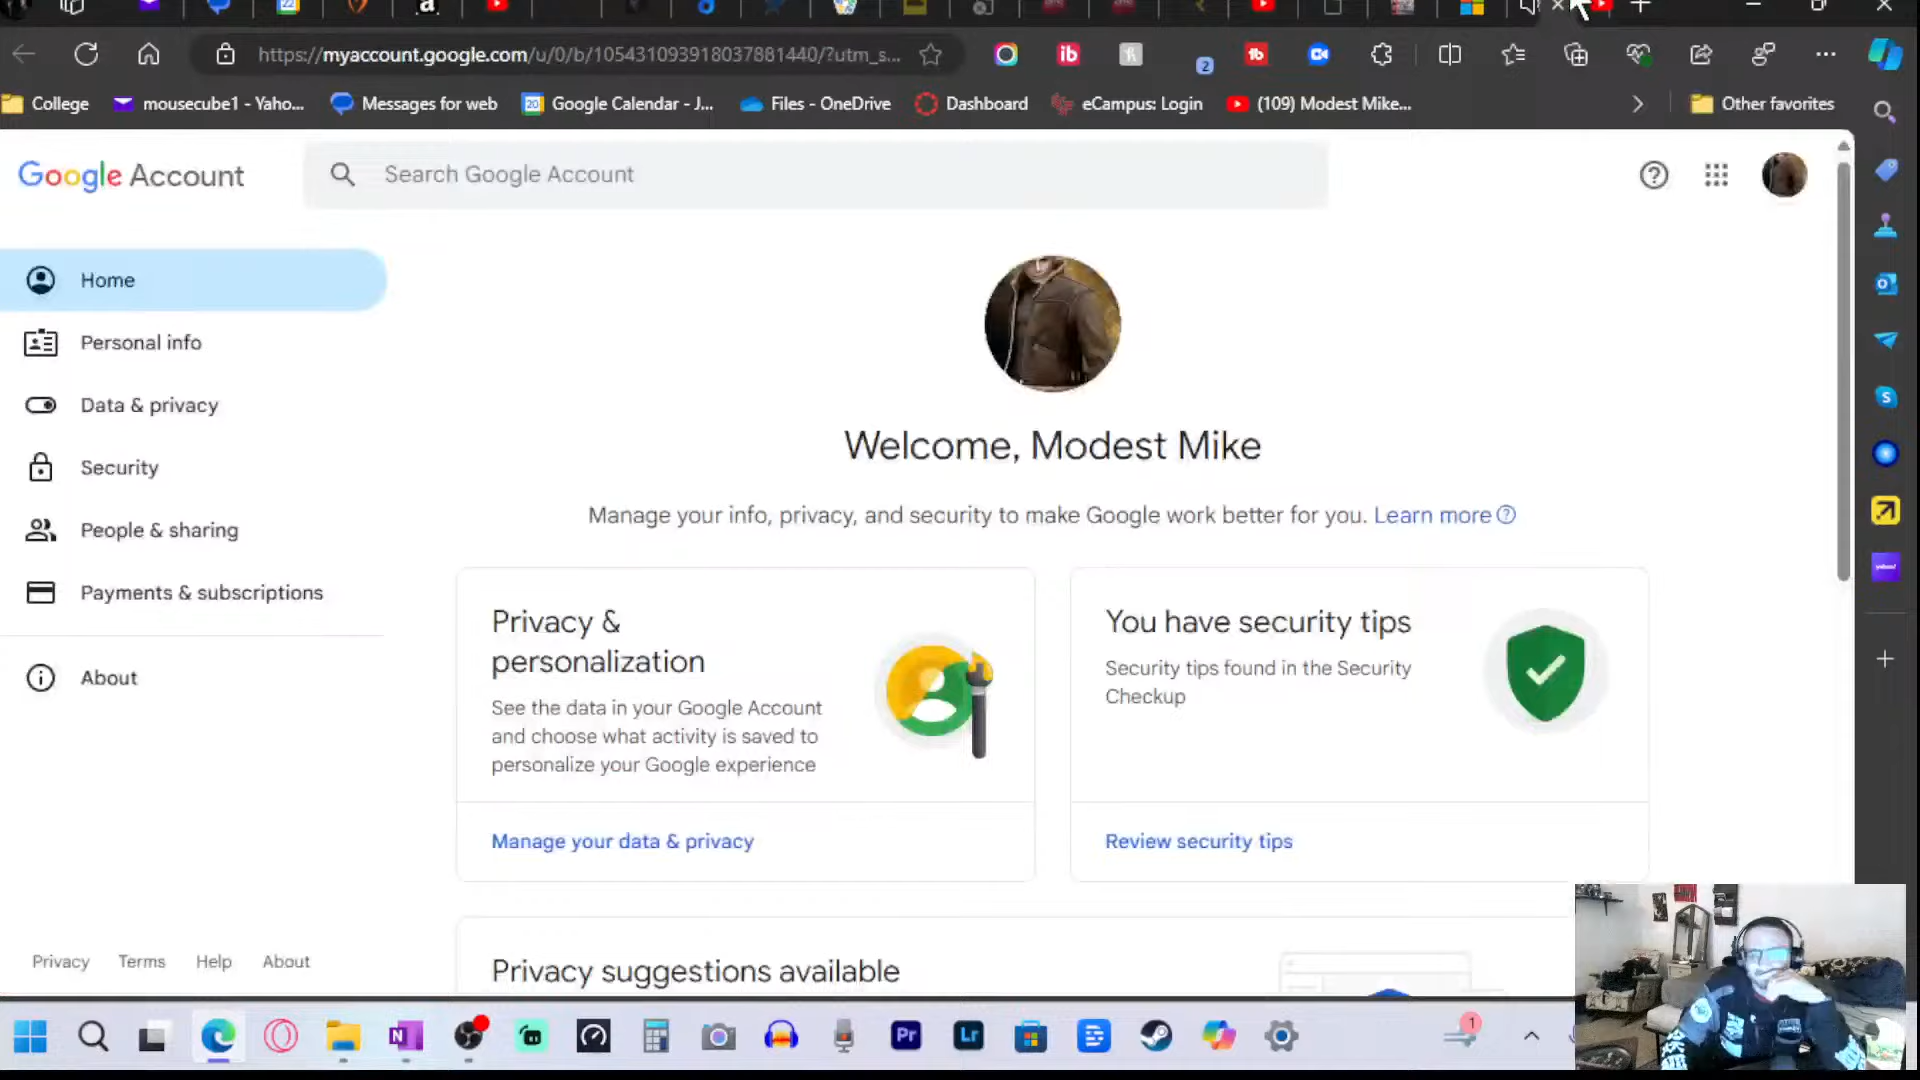 https://myaccount.google.com/u/0/b/105431093918037881440/?utm_s...
2
College
mousecube1 - Yaho...
Messages for web
Google Calendar - J...
Files - OneDrive
Dashboard
eCampus: Login
(109) Modest Mike...
Other favorites
Google Account
Search Google Account
Home
Personal info
Data & privacy
Security
People & sharing
Payments & subscriptions
About
Welcome, Modest Mike
Manage your info, privacy, and security to make Google work better for you. Learn more
Privacy &
personalization
See the data in your Google Account
and choose what activity is saved to
personalize your Google experience
Manage your data & privacy
You have security tips
Security tips found in the Security
Checkup
Review security tips
Privacy suggestions available
Privacy
Terms
Help
About
Pr
Lr
1